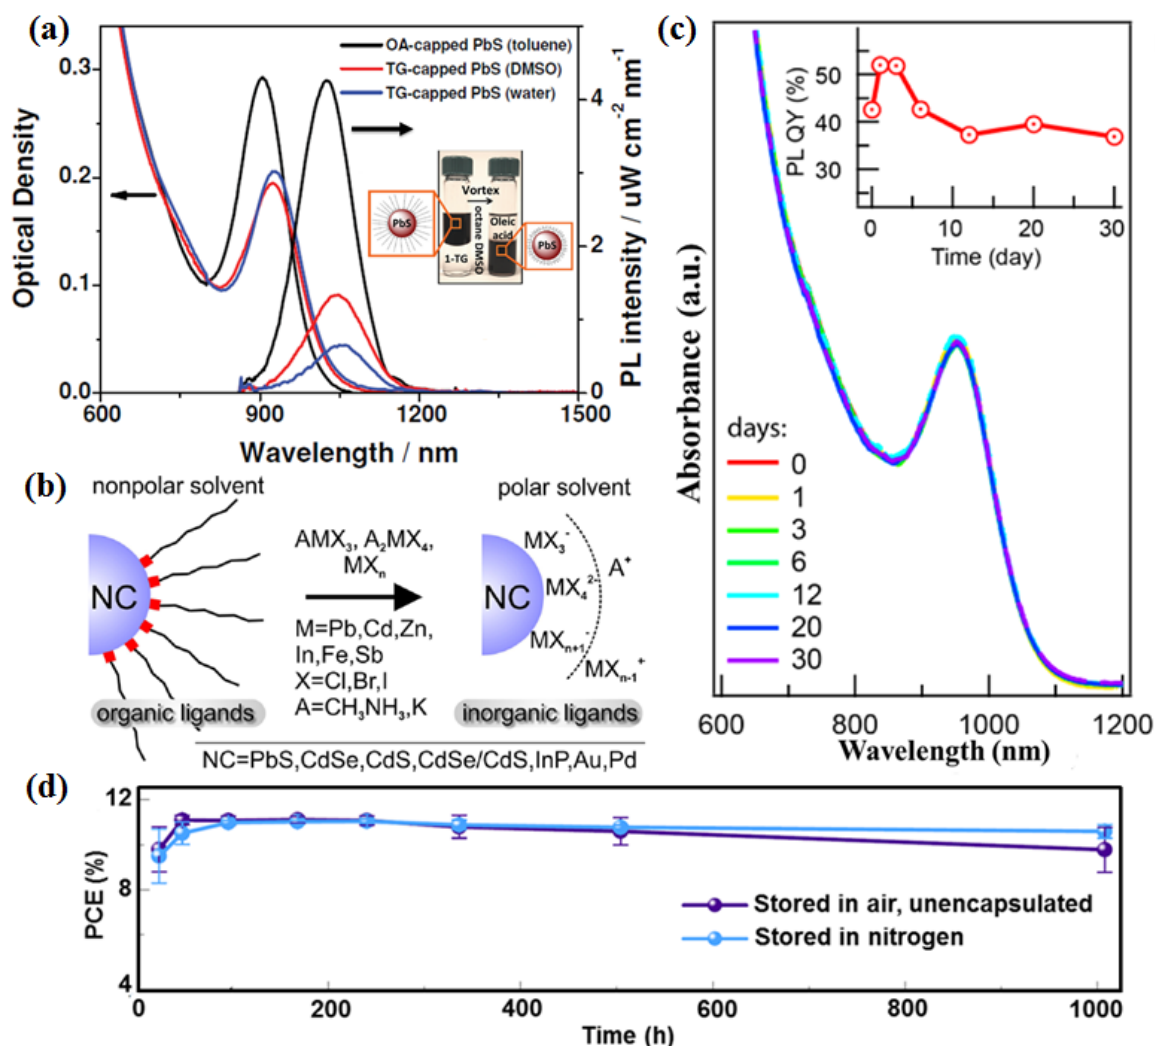 (a)
OA-capped PbS (toluene)
TG-capped PbS (DMSO)
TG-capped PbS (water)
Optical Density
0.3
0.2
0.1
0.0
PL intensity / uW cm-2 nm-1
4
2
0
PbS
Vortex
octane DMSO
Oleic
acid
1-TG
PbS
600
900
1200
1500
Wavelength / nm
(b)
nonpolar solvent
polar solvent
NC
AMX3, A2MX4,
MXn
M=Pb,Cd,Zn,
In,Fe,Sb
X=Cl,Br,I
A=CH3NH3,K
NC
MX3-
MX42-
MXn+1-
A+
MXn-1+
organic ligands
inorganic ligands
NC=PbS,CdSe,CdS,CdSe/CdS,InP,Au,Pd
(c)
PL QY (%)
50
40
30
0
10
20
30
Time (day)
Absorbance (a.u.)
days:
0
1
3
6
12
20
30
600
800
1000
1200
Wavelength (nm)
(d)
PCE (%)
12
8
4
Stored in air, unencapsulated
Stored in nitrogen
0
200
400
600
800
1000
Time (h)